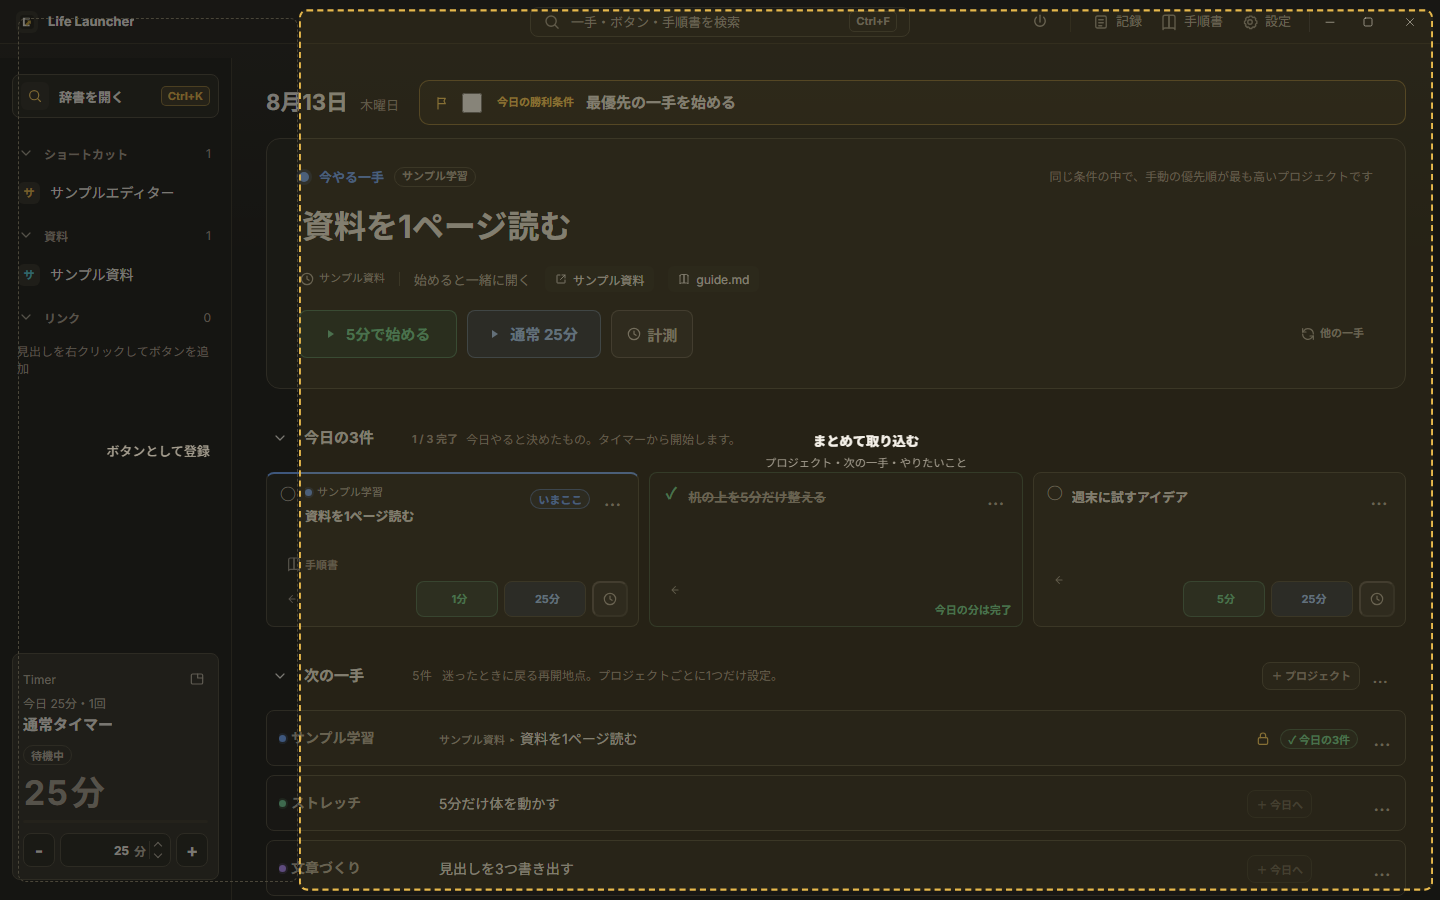 Life Launcher
一手・ボタン・手順書を検索
Ctrl+F
記録
手順書
設定
辞書を開く
Ctrl+K
ショートカット
1
サ
サンプルエディター
資料
1
サ
サンプル資料
リンク
0
見出しを右クリックしてボタンを追
加
ボタンとして登録
Timer
今日 25分・1回
通常タイマー
待機中
25分
-
25 分
+
8月13日
木曜日
今日の勝利条件
最優先の一手を始める
今やる一手
サンプル学習
同じ条件の中で、手動の優先順が最も高いプロジェクトです
資料を1ページ読む
サンプル資料
始めると一緒に開く
サンプル資料
guide.md
5分で始める
通常 25分
計測
他の一手
今日の3件
1 / 3 完了
今日やると決めたもの。タイマーから開始します。
まとめて取り込む
プロジェクト・次の一手・やりたいこと
サンプル学習
いまここ
...
資料を1ページ読む
手順書
←
1分
25分
✓
机の上を5分だけ整える
...
←
今日の分は完了
週末に試すアイデア
...
←
5分
25分
次の一手
5件
迷ったときに戻る再開地点。プロジェクトごとに1つだけ設定。
+ プロジェクト
...
サンプル学習
サンプル資料 ▸ 資料を1ページ読む
✓ 今日の3件
...
ストレッチ
5分だけ体を動かす
+ 今日へ
...
文章づくり
見出しを3つ書き出す
+ 今日へ
...